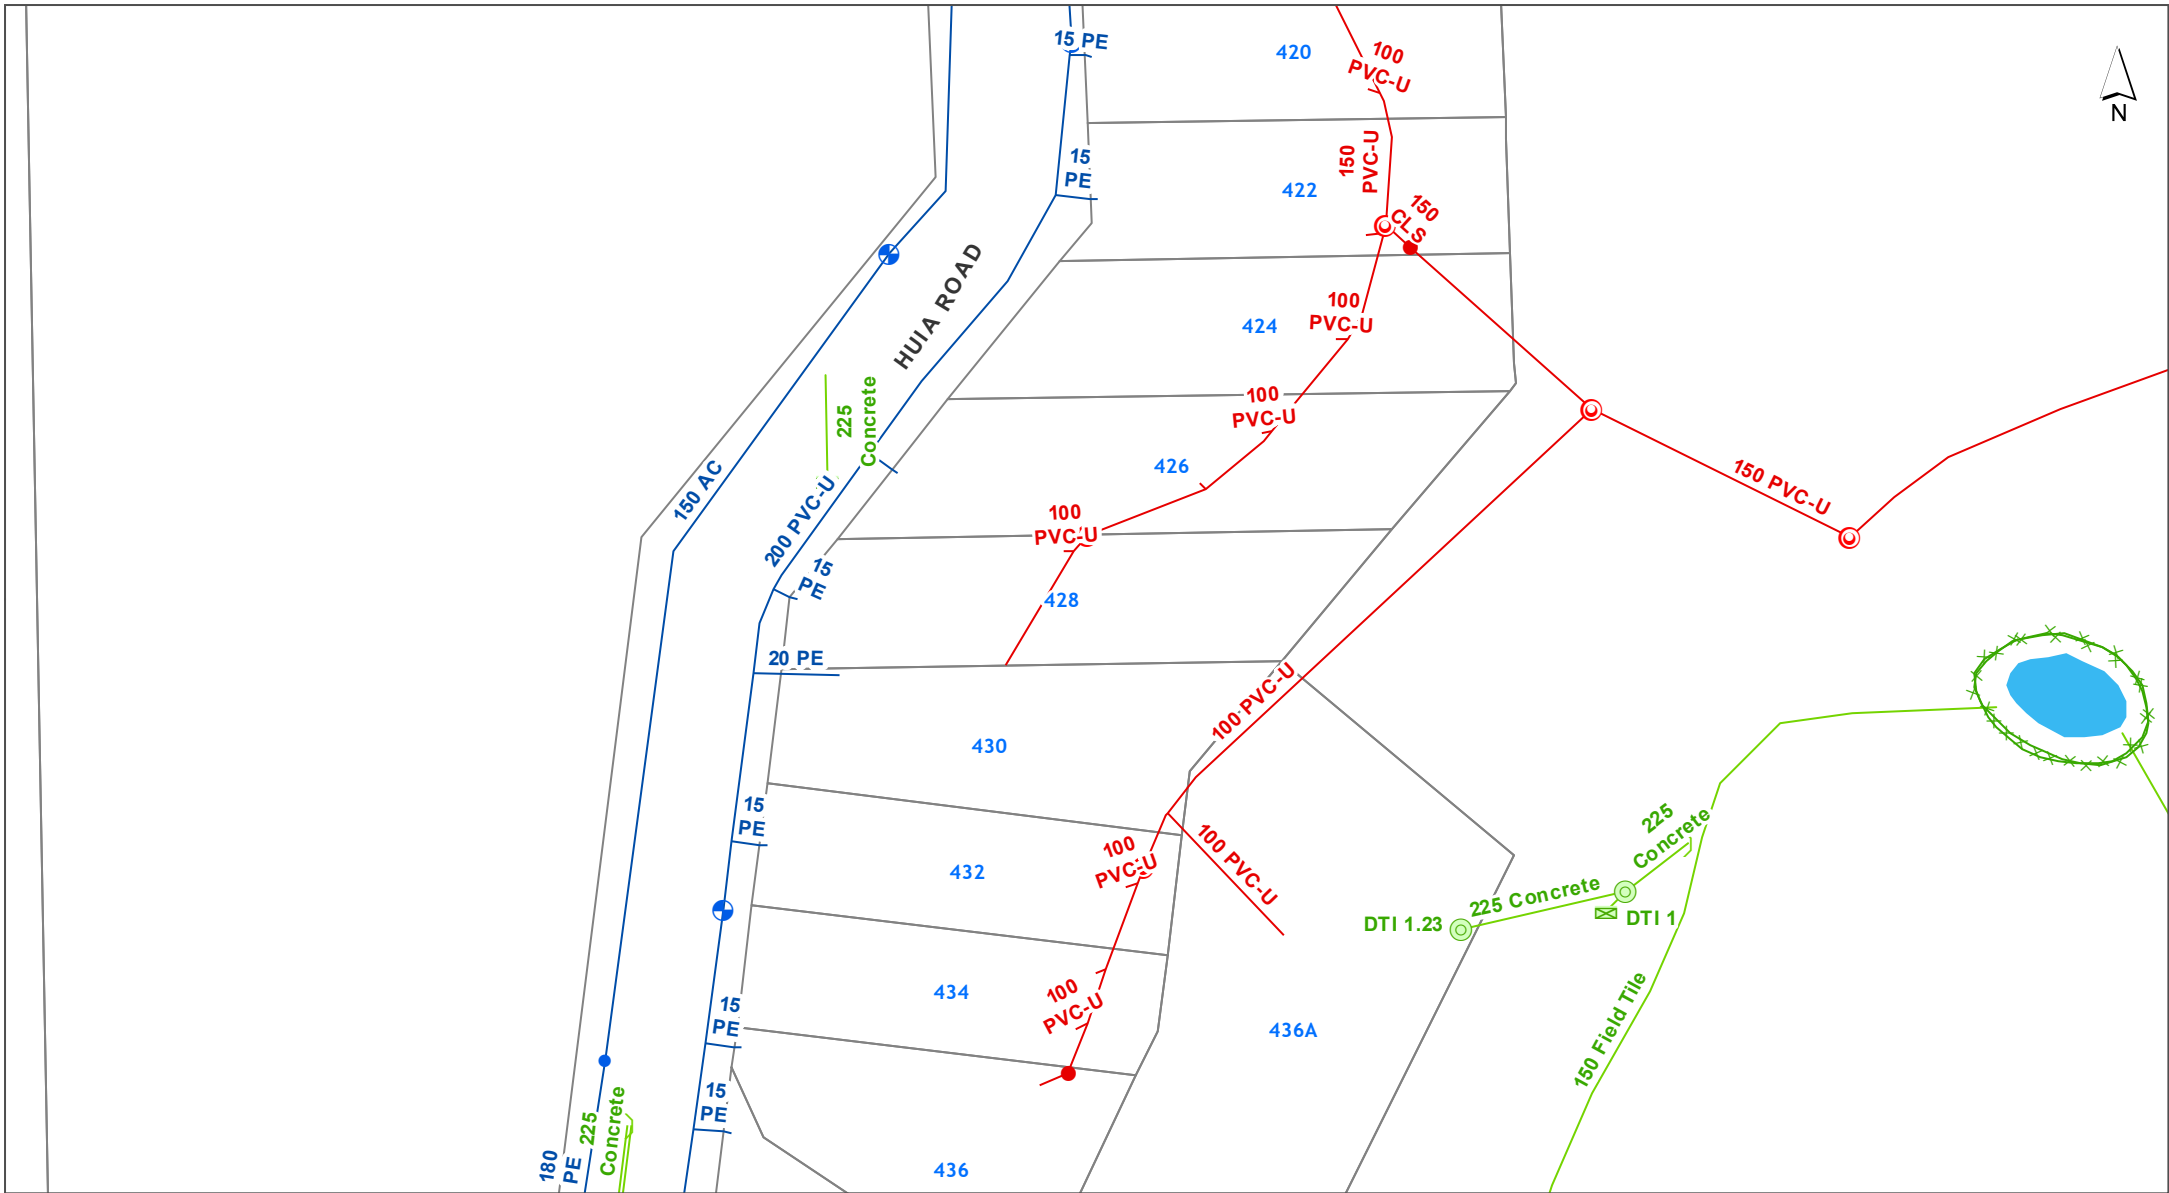 15 PE
420
100
PVC-U
N
15
PE
150
PVC-U
422
150
CLS
HUIA ROAD
424
100
PVC-U
225
Concrete
100
PVC-U
426
150 AC
200 PVC-U
150 PVC-U
100
PVC-U
15
PE
428
20 PE
100 PVC-U
430
15
PE
432
100
PVC-U
100 PVC-U
225
Concrete
225 Concrete
DTI 1.23
DTI 1
434
100
PVC-U
15
PE
436A
150 Field Tile
15
PE
225
Concrete
180
PE
436